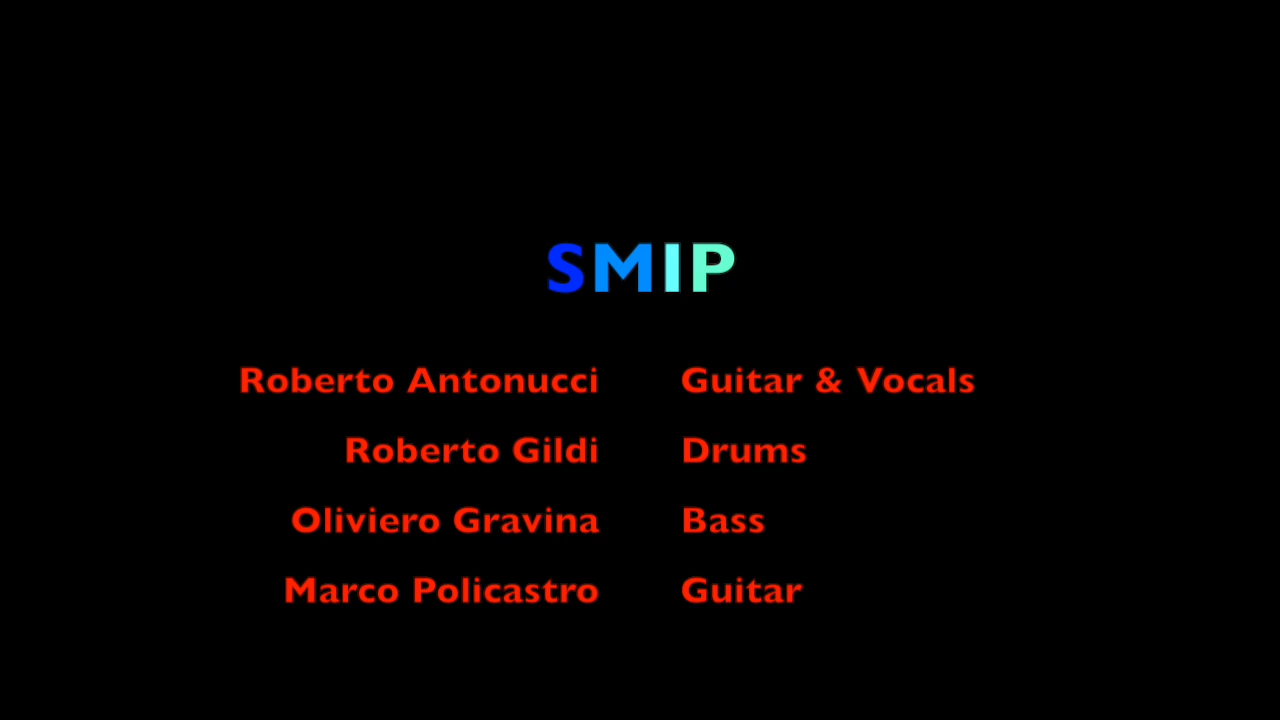 SMIP
Roberto Antonucci Guitar & Vocals
Roberto Gildi Drums
Oliviero Gravina Bass
Marco Policastro Guitar